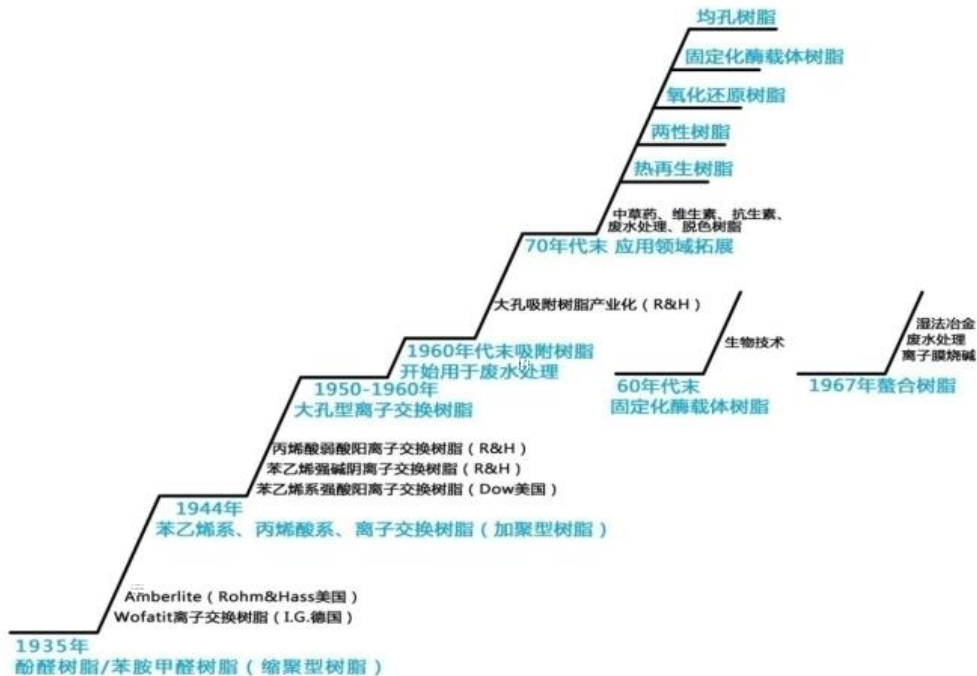 均孔树脂
固定化酶载体树脂
氧化还原树脂
两性树脂
热再生树脂
中草药、维生素、抗生素、
废水处理、脱色树脂
70年代末 应用领域拓展
大孔吸附树脂产业化（R&H）
1960年代末吸附树脂
开始用于废水处理
生物技术
60年代末
固定化酶载体树脂
湿法冶金
废水处理
离子膜烧碱
1967年螯合树脂
1950-1960年
大孔型离子交换树脂
丙烯酸弱酸阳离子交换树脂（R&H）
苯乙烯强碱阴离子交换树脂（R&H）
苯乙烯系强酸阳离子交换树脂（Dow美国）
1944年
苯乙烯系、丙烯酸系、离子交换树脂（加聚型树脂）
Amberlite（Rohm&Hass美国）
Wofatit离子交换树脂（I.G.德国）
1935年
酚醛树脂/苯胺甲醛树脂（缩聚型树脂）